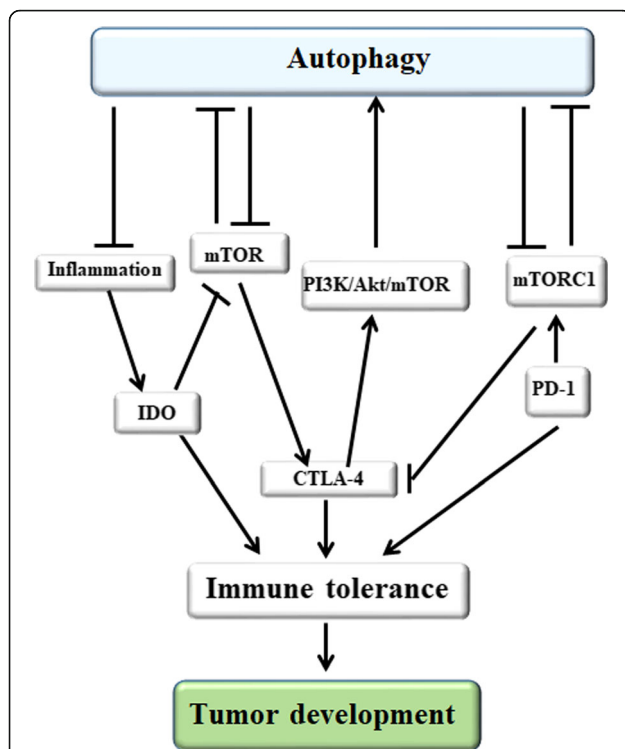 Autophagy
Inflammation
mTOR
PI3K/Akt/mTOR
mTORC1
IDO
PD-1
CTLA-4
Immune tolerance
Tumor development